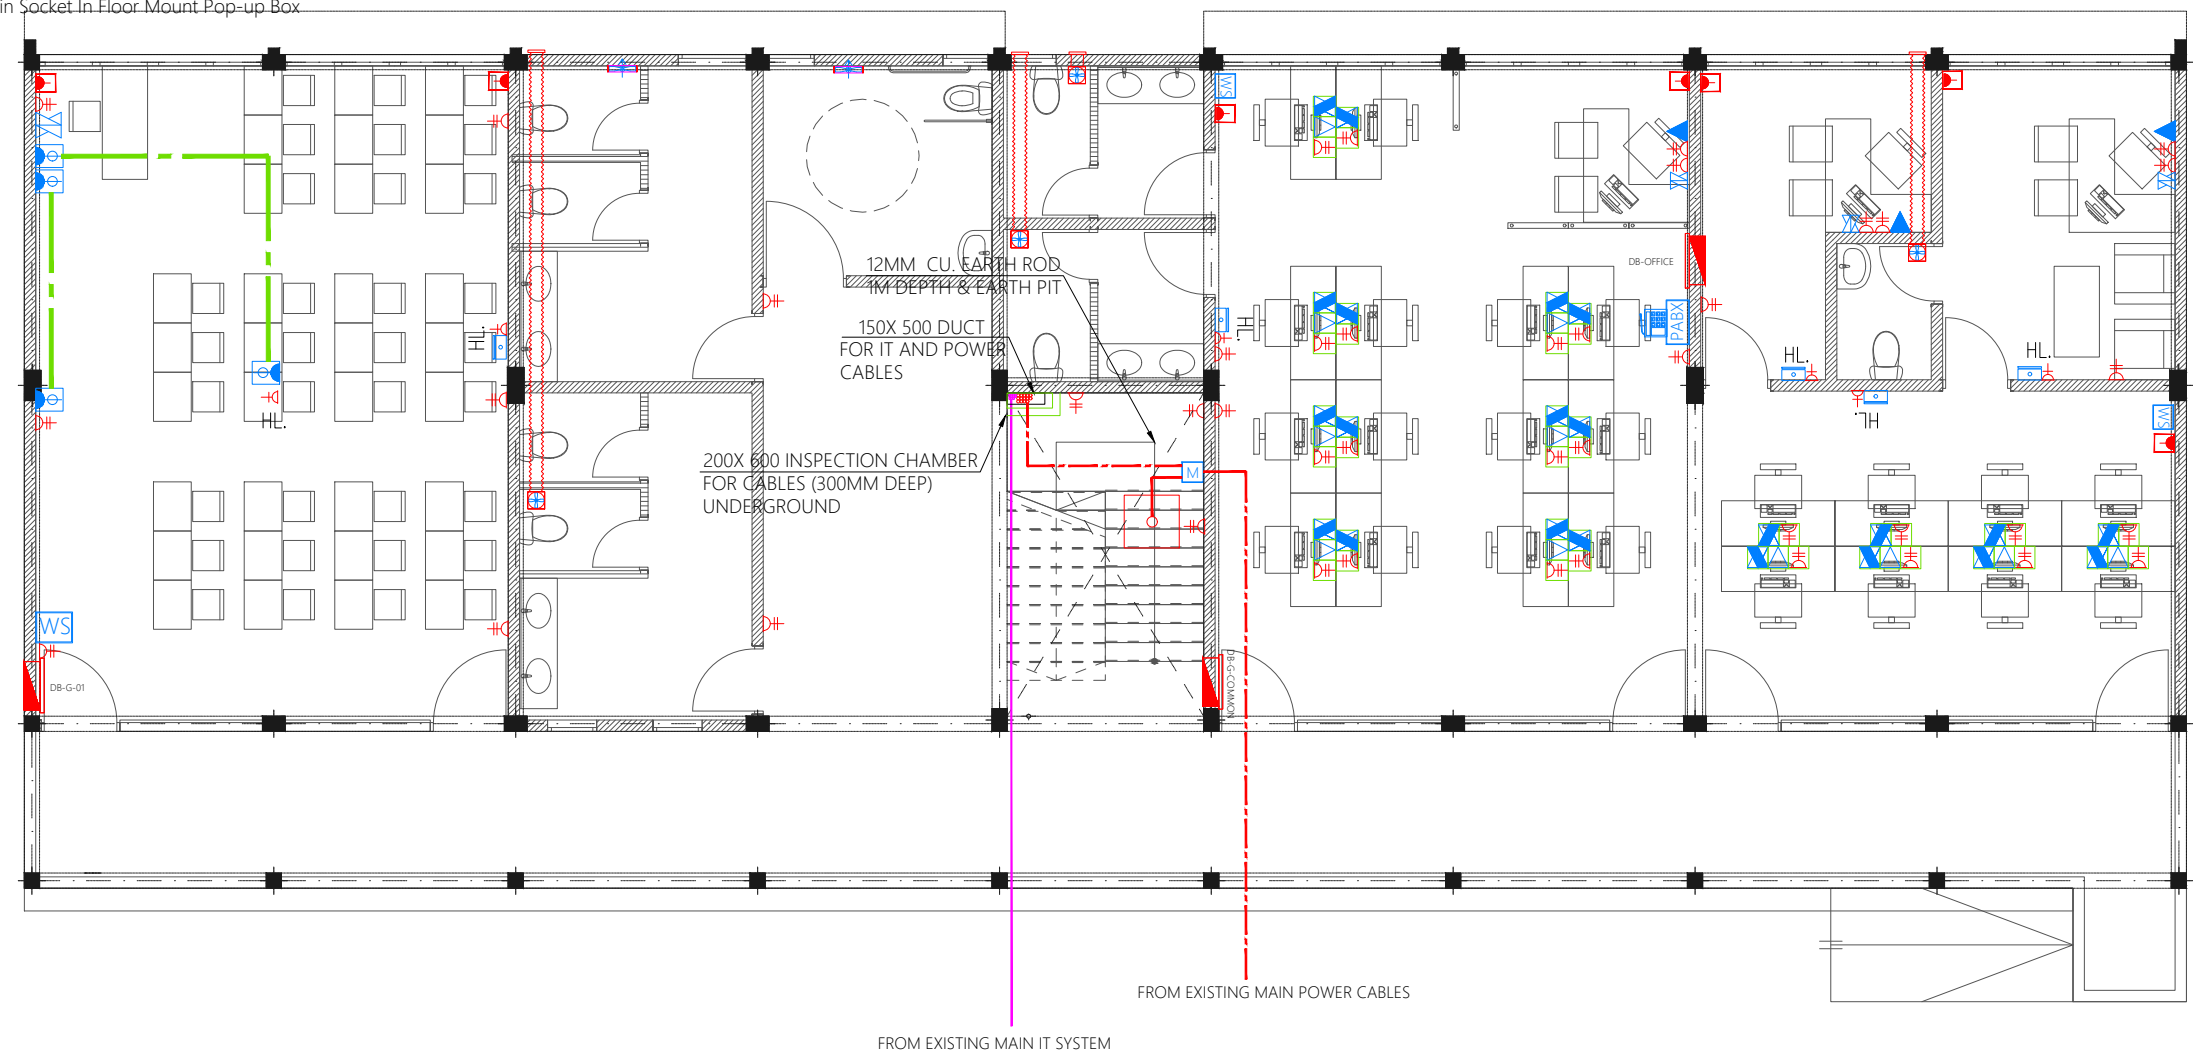 in Socket In Floor Mount Pop-up Box
WS
12MM CU. EARTH ROD
1M DEPTH & EARTH PIT
DB-OFFICE
150X 500 DUCT
FOR IT AND POWER
CABLES
HL.
HL.
PABX
HL.
HL.
HL.
HL.
WS
200X 600 INSPECTION CHAMBER
FOR CABLES (300MM DEEP)
UNDERGROUND
M
WS
DB-G-01
DB-G-COMMON
FROM EXISTING MAIN POWER CABLES
FROM EXISTING MAIN IT SYSTEM